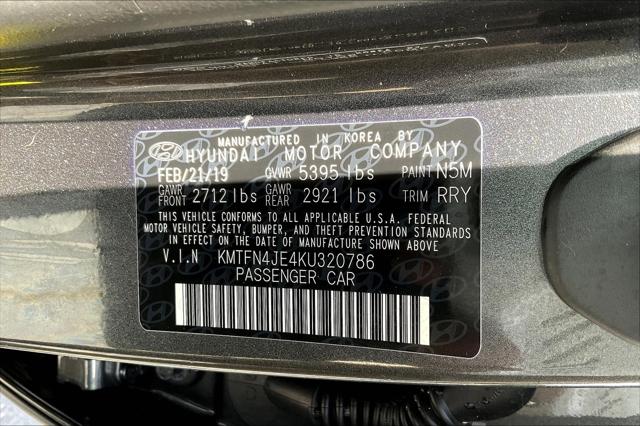 MANUFACTURED IN KOREA BY
HYUNDAI MOTOR COMPANY
FEB/21/19 GVWR 5395 lbs PAINT N5M
GAWR FRONT 2712 lbs GAWR REAR 2921 lbs TRIM RRY
THIS VEHICLE CONFORMS TO ALL APPLICABLE U.S.A. FEDERAL
MOTOR VEHICLE SAFETY, BUMPER, AND THEFT PREVENTION STANDARDS
IN EFFECT ON THE DATE OF MANUFACTURE SHOWN ABOVE
V.I.N KMTFN4JE4KU320786
PASSENGER CAR